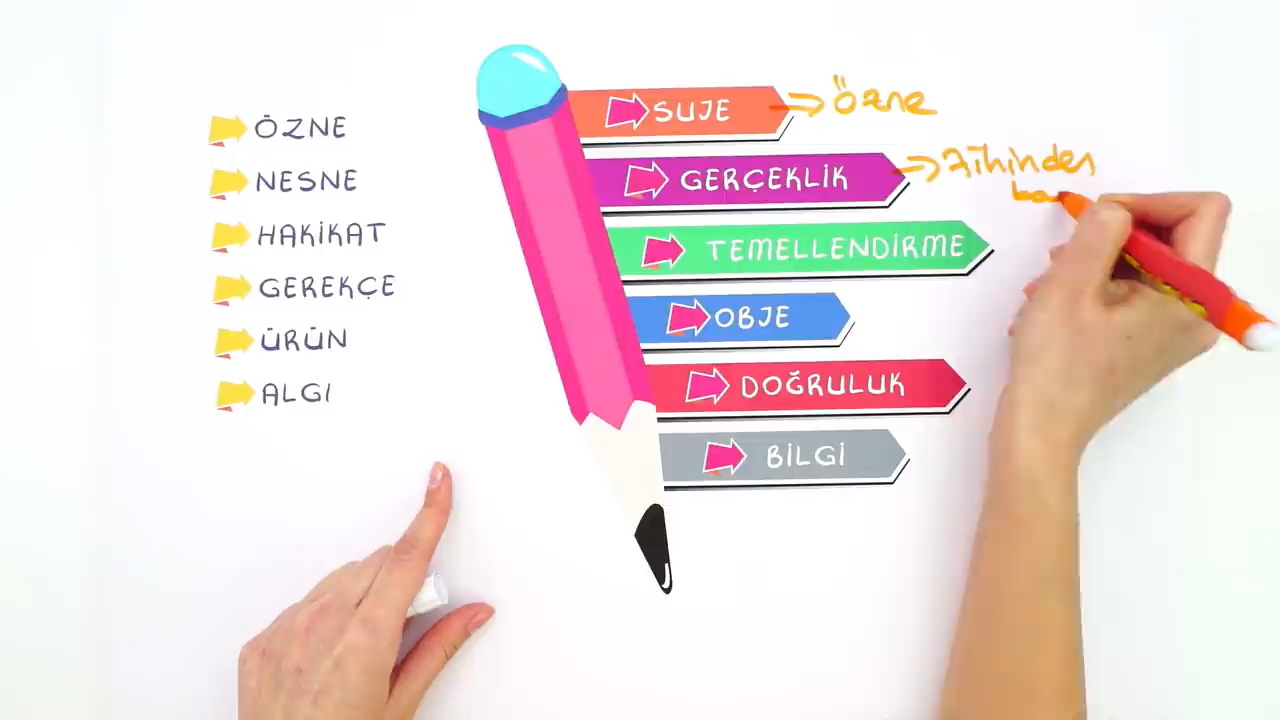 ÖZNE
NESNE
HAKİKAT
GEREKÇE
ÜRÜN
ALGI
SUJE
Özne
GERÇEKLİK
Zihinden
TEMELLENDİRME
OBJE
DOĞRULUK
BİLGİ